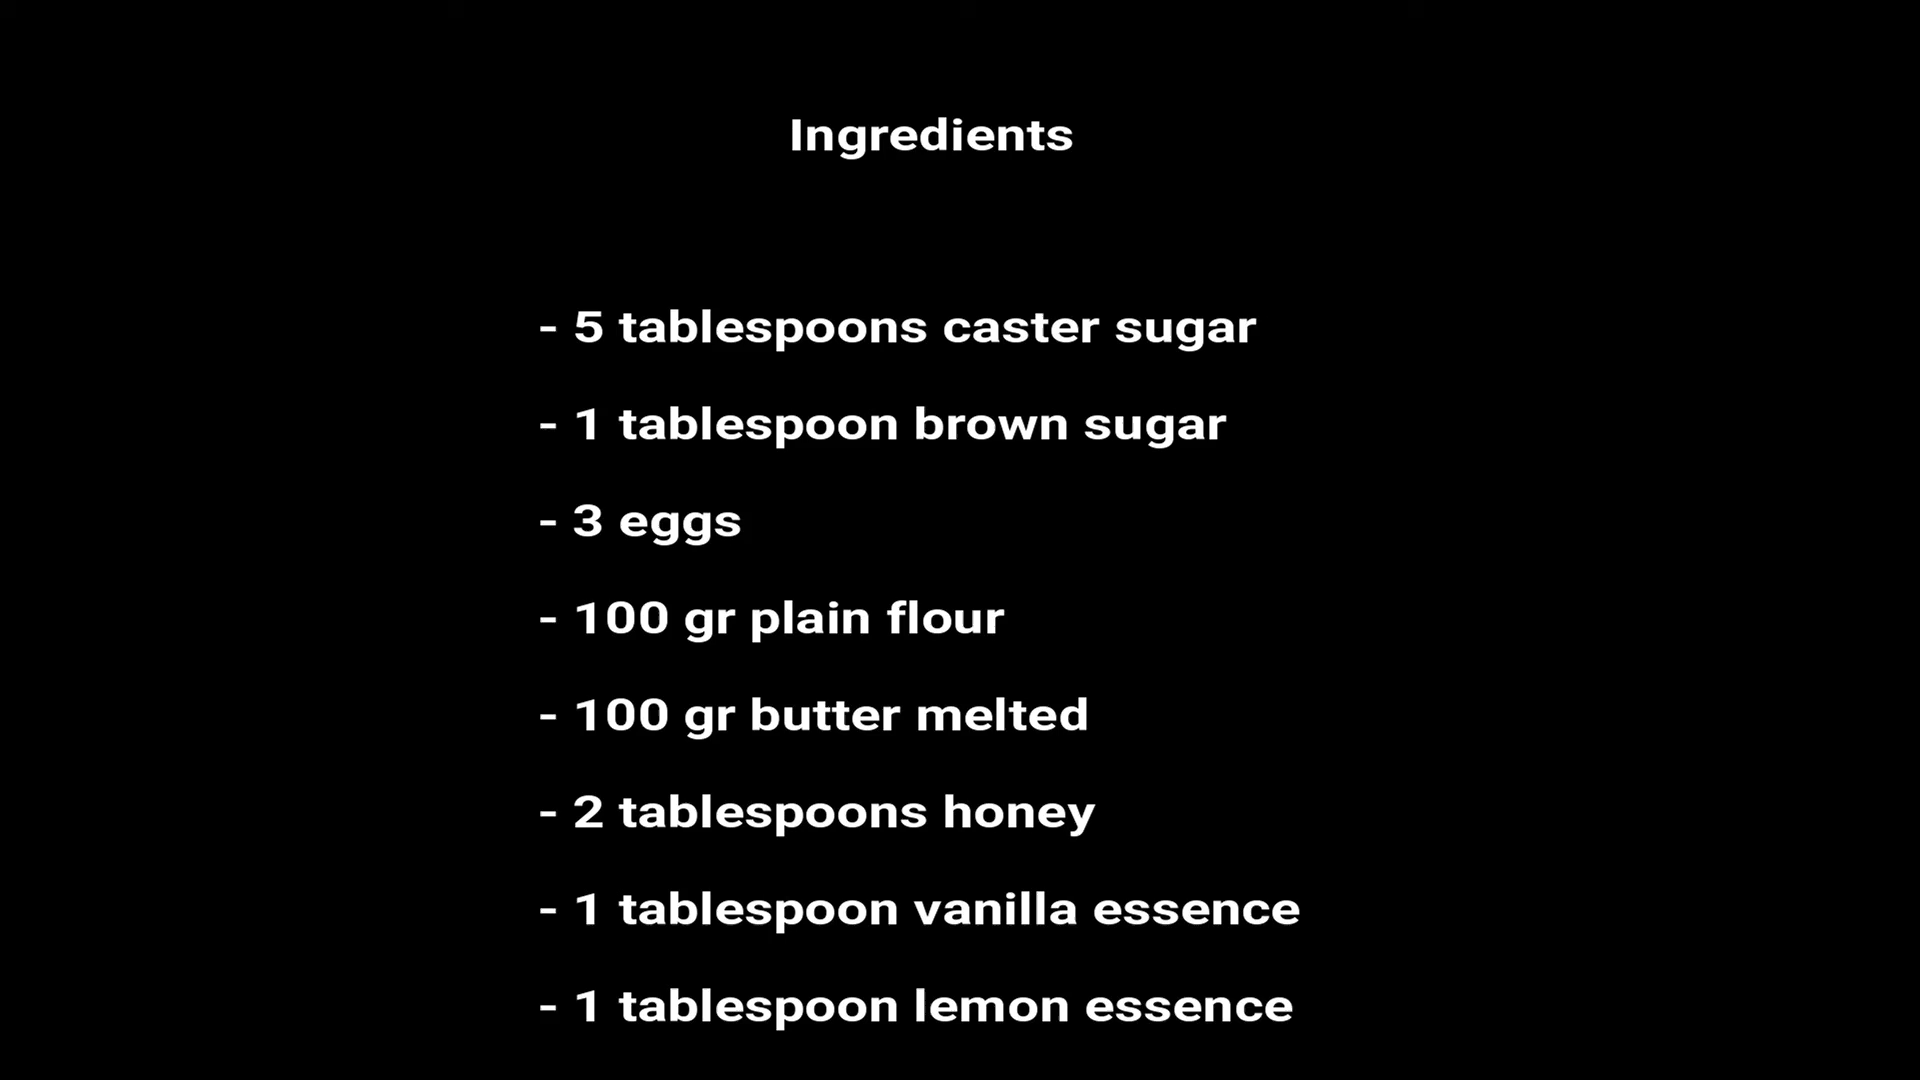 Ingredients
- 5 tablespoons caster sugar
- 1 tablespoon brown sugar
- 3 eggs
- 100 gr plain flour
- 100 gr butter melted
- 2 tablespoons honey
- 1 tablespoon vanilla essence
- 1 tablespoon lemon essence